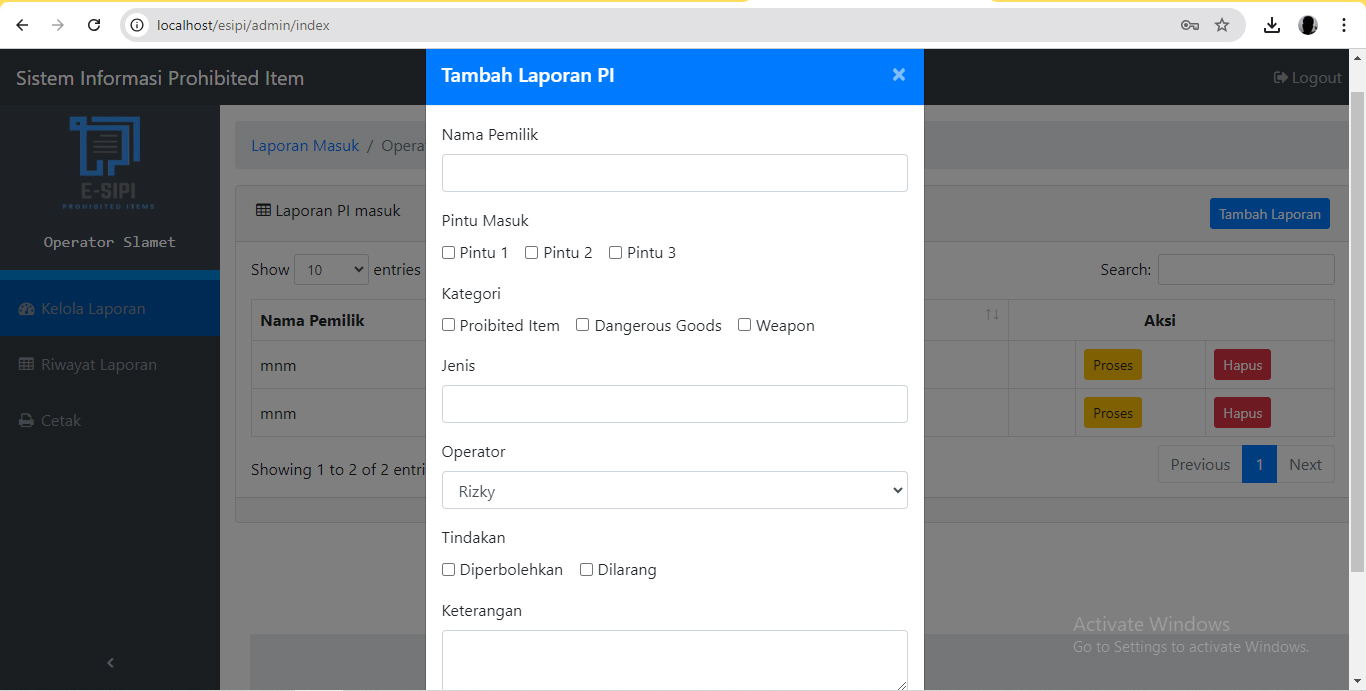 localhost/esipi/admin/index
Sistem Informasi Prohibited Item
Logout
E-SIPI
PROHIBITED ITEMS
Operator Slamet
Kelola Laporan
Riwayat Laporan
Cetak
Laporan Masuk / Opera
Laporan PI masuk
Tambah Laporan
Show 10 entries
Search:
Nama Pemilik
Aksi
mnm
Proses
Hapus
mnm
Proses
Hapus
Showing 1 to 2 of 2 entri
Previous 1 Next
Tambah Laporan PI ×
Nama Pemilik
Pintu Masuk
Pintu 1 Pintu 2 Pintu 3
Kategori
Proibited Item Dangerous Goods Weapon
Jenis
Operator
Rizky
Tindakan
Diperbolehkan Dilarang
Keterangan
Activate Windows
Go to Settings to activate Windows.